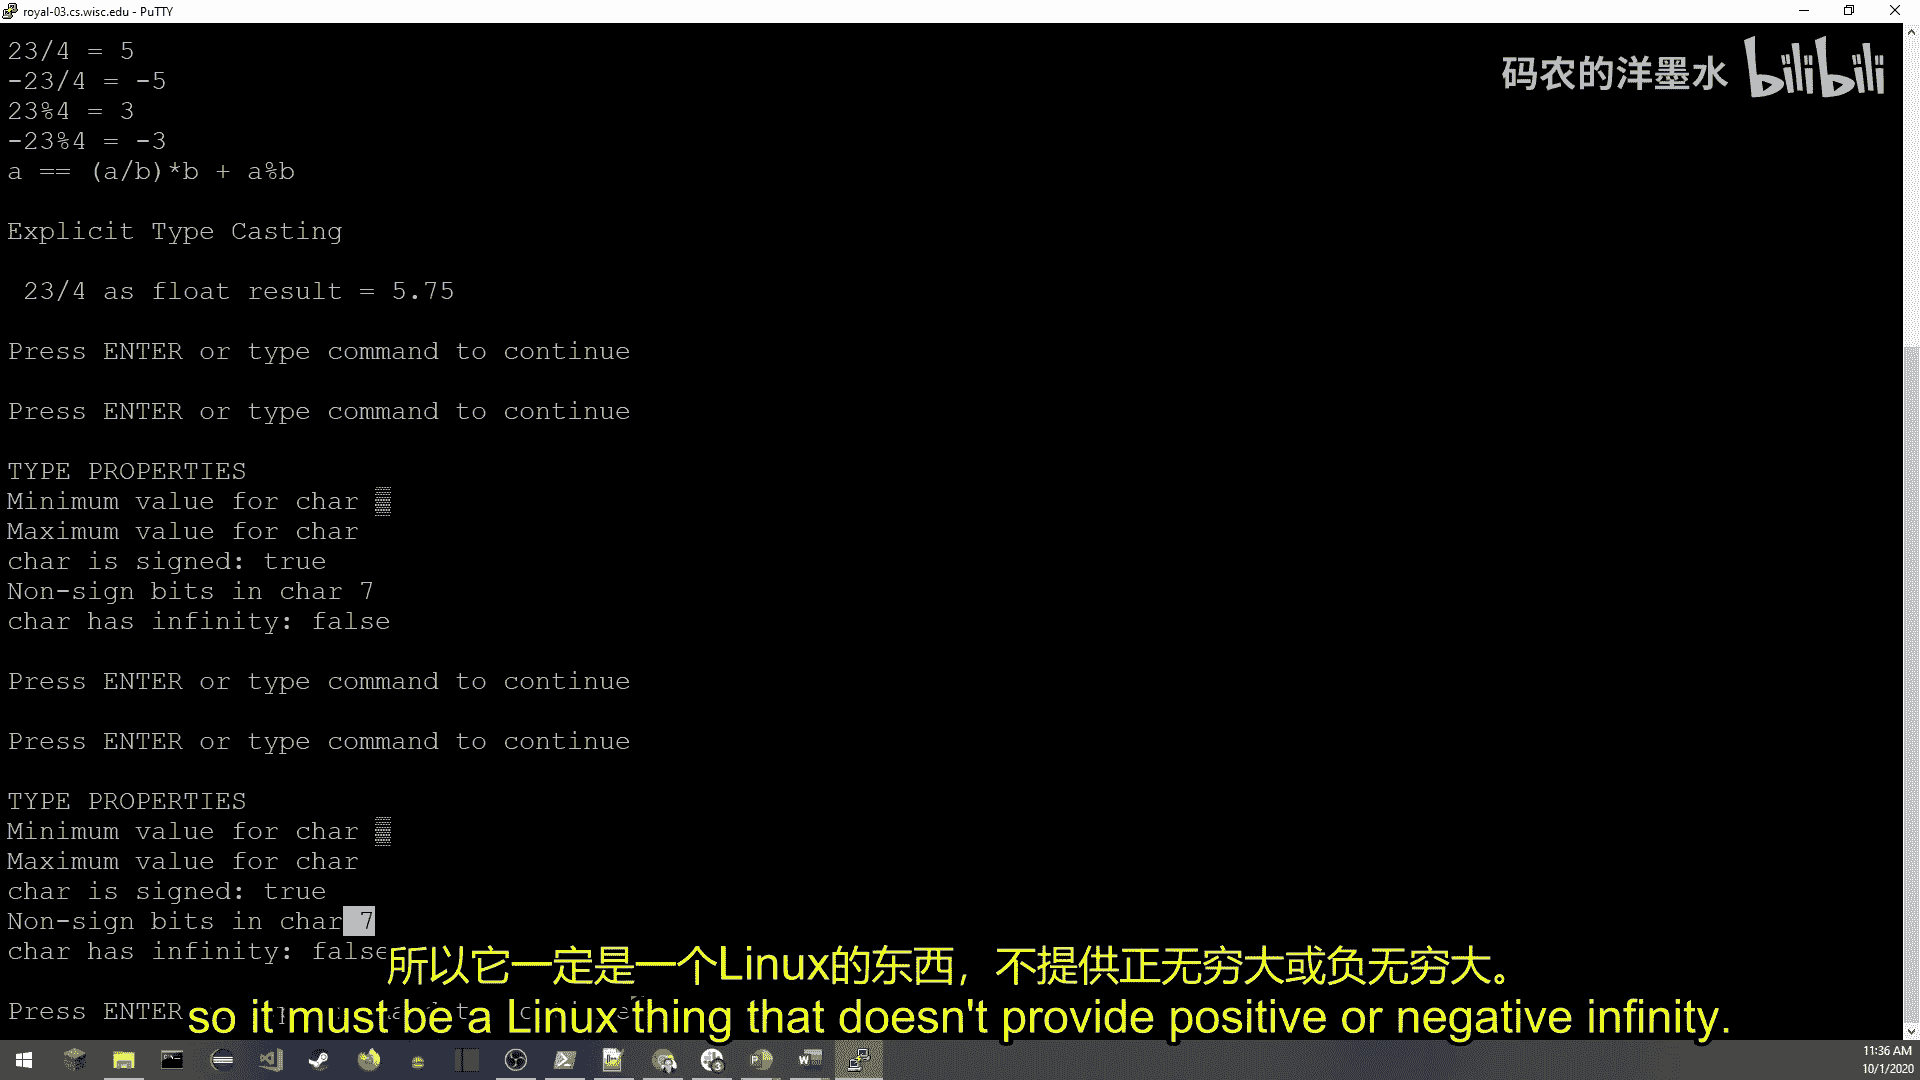 royal-03.cs.wisc.edu - PuTTY
23/4 = 5
-23/4 = -5
23%4 = 3
-23%4 = -3
a == (a/b)*b + a%b
码农的洋墨水 bilibili
Explicit Type Casting
23/4 as float result = 5.75
Press ENTER or type command to continue
Press ENTER or type command to continue
TYPE PROPERTIES
Minimum value for char
Maximum value for char
char is signed: true
Non-sign bits in char 7
char has infinity: false
Press ENTER or type command to continue
Press ENTER or type command to continue
TYPE PROPERTIES
Minimum value for char
Maximum value for char
char is signed: true
Non-sign bits in char 7
char has infinity: false
所以它一定是一个Linux的东西，不提供正无穷大或负无穷大。
Press ENTER
so it must be a Linux thing that doesn't provide positive or negative infinity.
11:36 AM
10/1/2020